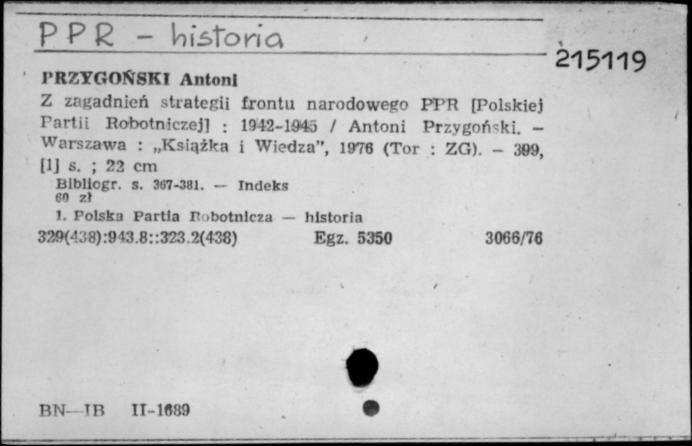 PPR - historia
215119
PRZYGOŃSKI Antoni
Z zagadnień strategii frontu narodowego PPR [Polskiej
Partii Robotniczej] : 1942-1945 / Antoni Przygoński. —
Warszawa : „Książka i Wiedza”, 1976 (Tor : ZG). — 399,
[1] s. ; 22 cm
Bibliogr. s. 367-381. — Indeks
60 zł
1. Polska Partia Robotnicza — historia
329(438):943.8::323.2(438) Egz. 5350 3066/76
BN—IB II-1689